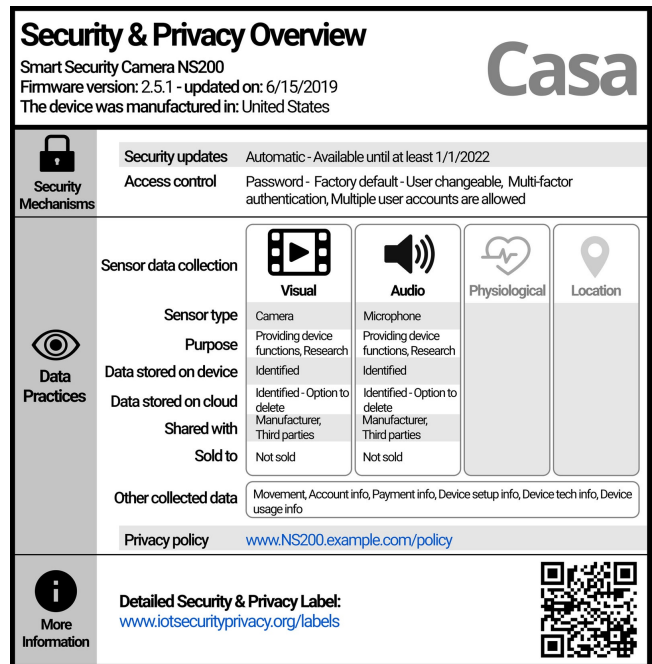 Security & Privacy Overview
Casa
Smart Security Camera NS200
Firmware version: 2.5.1 - updated on: 6/15/2019
The device was manufactured in: United States
Security Mechanisms
Security updates Automatic - Available until at least 1/1/2022
Access control Password - Factory default - User changeable, Multi-factor
authentication, Multiple user accounts are allowed
Data Practices
Sensor data collection Visual Audio Physiological Location
Sensor type Camera Microphone
Purpose Providing device functions, Research Providing device functions, Research
Data stored on device Identified Identified
Data stored on cloud Identified - Option to delete Identified - Option to delete
Shared with Manufacturer, Third parties Manufacturer, Third parties
Sold to Not sold Not sold
Other collected data Movement, Account info, Payment info, Device setup info, Device tech info, Device
usage info
Privacy policy www.NS200.example.com/policy
More Information
Detailed Security & Privacy Label:
www.iotsecurityprivacy.org/labels